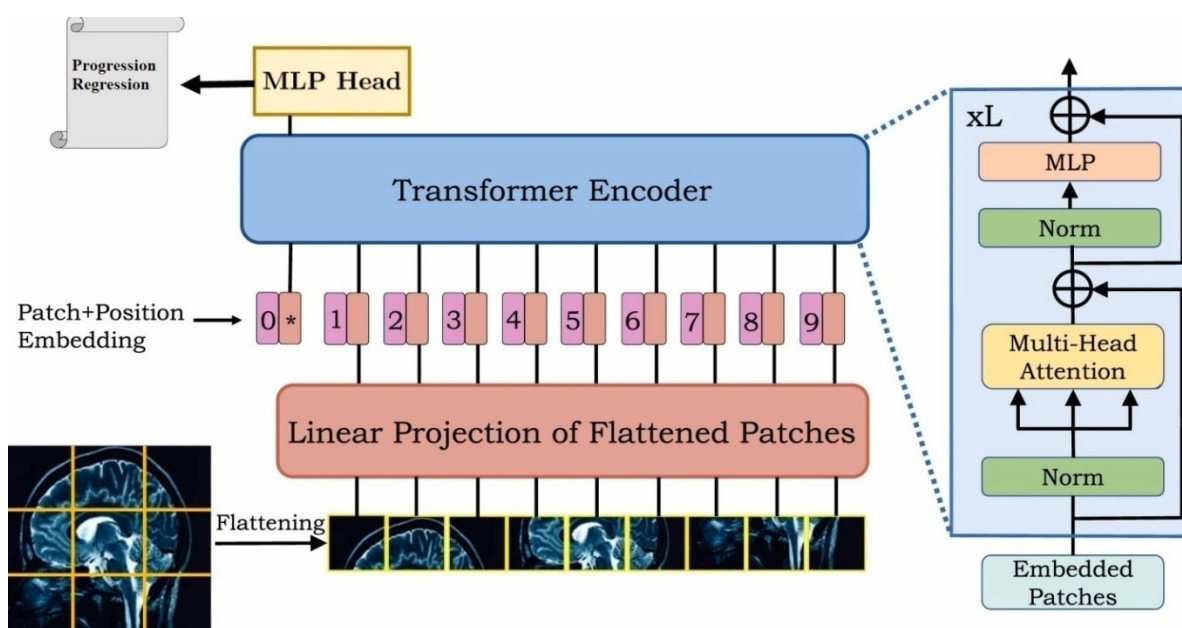 Progression
Regression
MLP Head
Transformer Encoder
Patch+Position
Embedding
0 * 1 2 3 4 5 6 7 8 9
Linear Projection of Flattened Patches
Flattening
xL
MLP
Norm
Multi-Head
Attention
Norm
Embedded
Patches